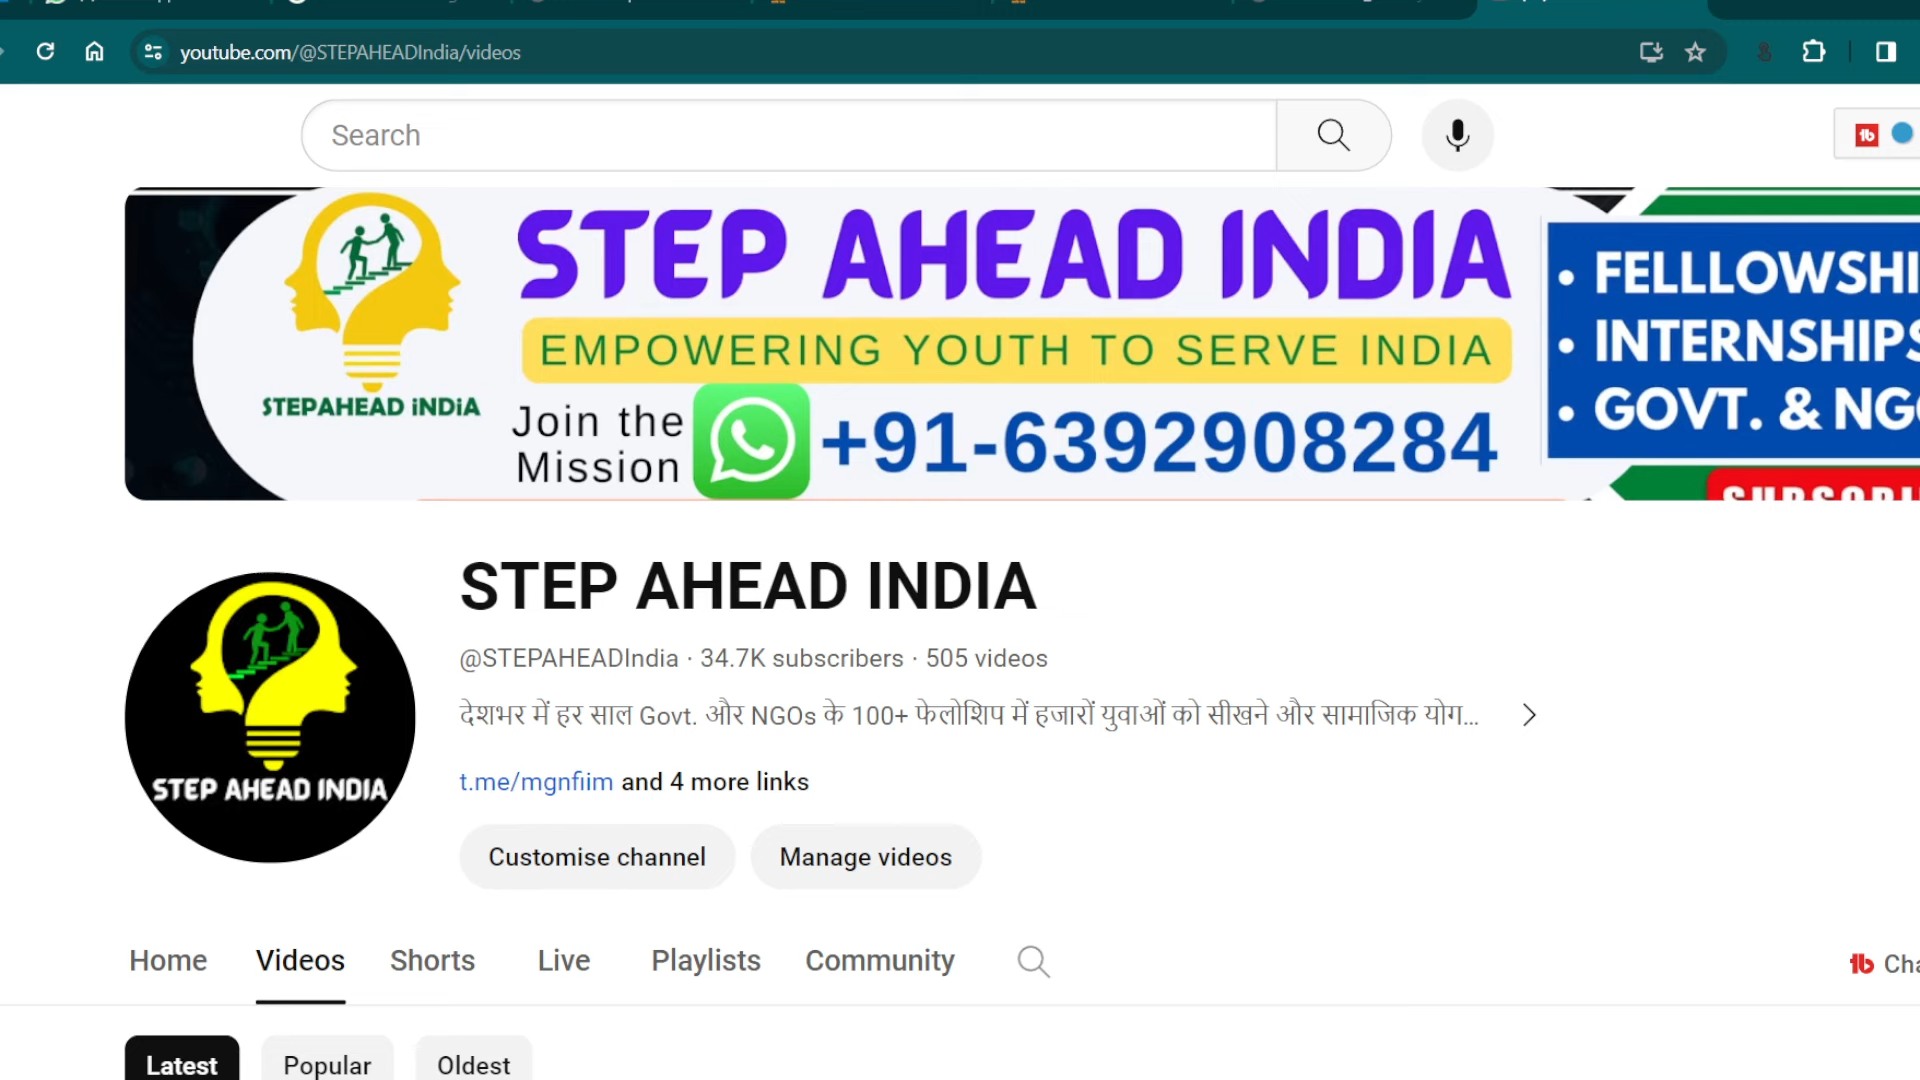 youtube.com/@STEPAHEADIndia/videos
Search
STEP AHEAD INDIA
EMPOWERING YOUTH TO SERVE INDIA
STEPAHEAD iNDiA
Join the
Mission
+91-6392908284
• FELLLOWSHI
• INTERNSHIPS
• GOVT. & NG
SUBSCRI
STEP AHEAD INDIA
STEP AHEAD INDIA
@STEPAHEADIndia · 34.7K subscribers · 505 videos
देशभर में हर साल Govt. और NGOs के 100+ फेलोशिप में हजारों युवाओं को सीखने और सामाजिक योग...
t.me/mgnfiim and 4 more links
Customise channel
Manage videos
Home
Videos
Shorts
Live
Playlists
Community
Cha
Latest
Popular
Oldest